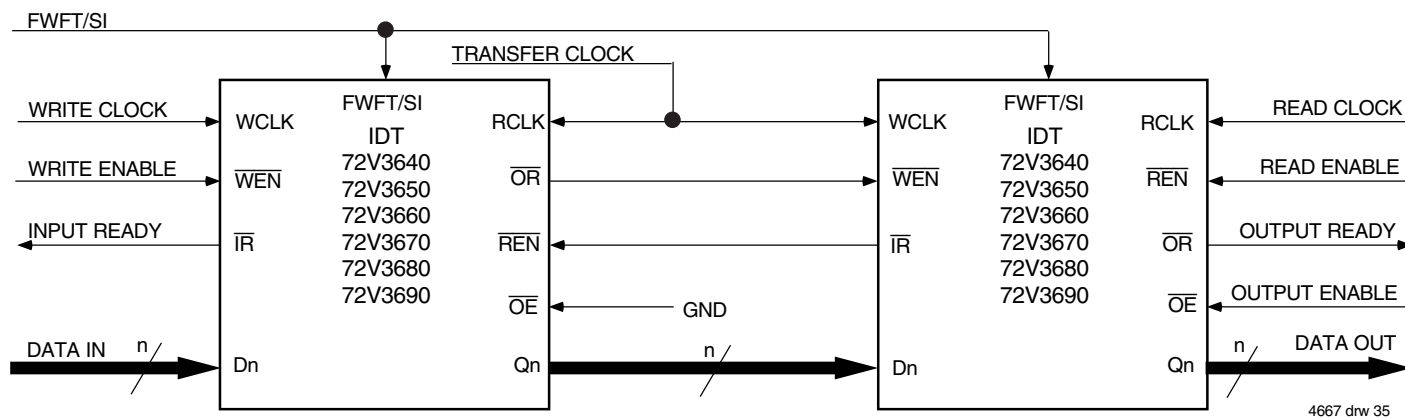 FWFT/SI
TRANSFER CLOCK
FWFT/SI
FWFT/SI
WRITE CLOCK
WCLK
IDT
RCLK
WCLK
IDT
RCLK
READ CLOCK
72V3640
72V3640
WRITE ENABLE
WEN
72V3650
OR
WEN
72V3650
REN
READ ENABLE
72V3660
72V3660
INPUT READY
IR
72V3670
REN
IR
72V3670
OR
OUTPUT READY
72V3680
72V3680
72V3690
72V3690
OE
GND
OE
OUTPUT ENABLE
DATA IN
n
Dn
Qn
n
Dn
Qn
n
DATA OUT
4667 drw 35